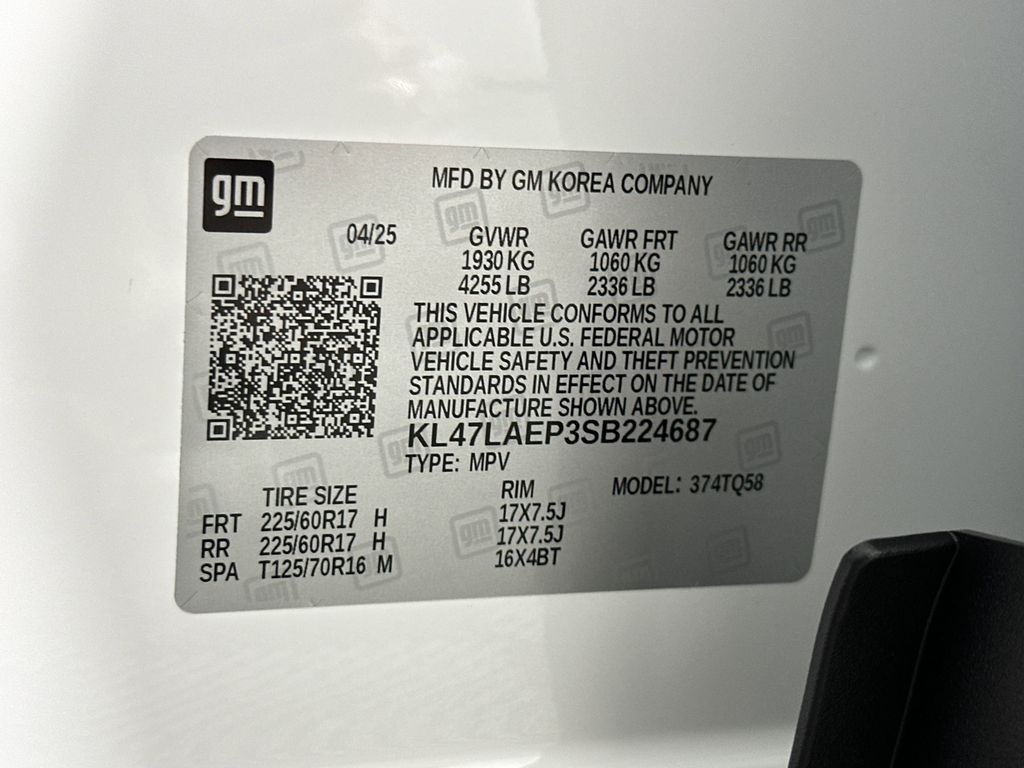 gm
MFD BY GM KOREA COMPANY
04/25 GVWR GAWR FRT GAWR RR
1930 KG 1060 KG 1060 KG
4255 LB 2336 LB 2336 LB
THIS VEHICLE CONFORMS TO ALL
APPLICABLE U.S. FEDERAL MOTOR
VEHICLE SAFETY AND THEFT PREVENTION
STANDARDS IN EFFECT ON THE DATE OF
MANUFACTURE SHOWN ABOVE.
KL47LAEP3SB224687
TYPE: MPV
TIRE SIZE RIM MODEL: 374TQ58
FRT 225/60R17 H 17X7.5J
RR 225/60R17 H 17X7.5J
SPA T125/70R16 M 16X4BT